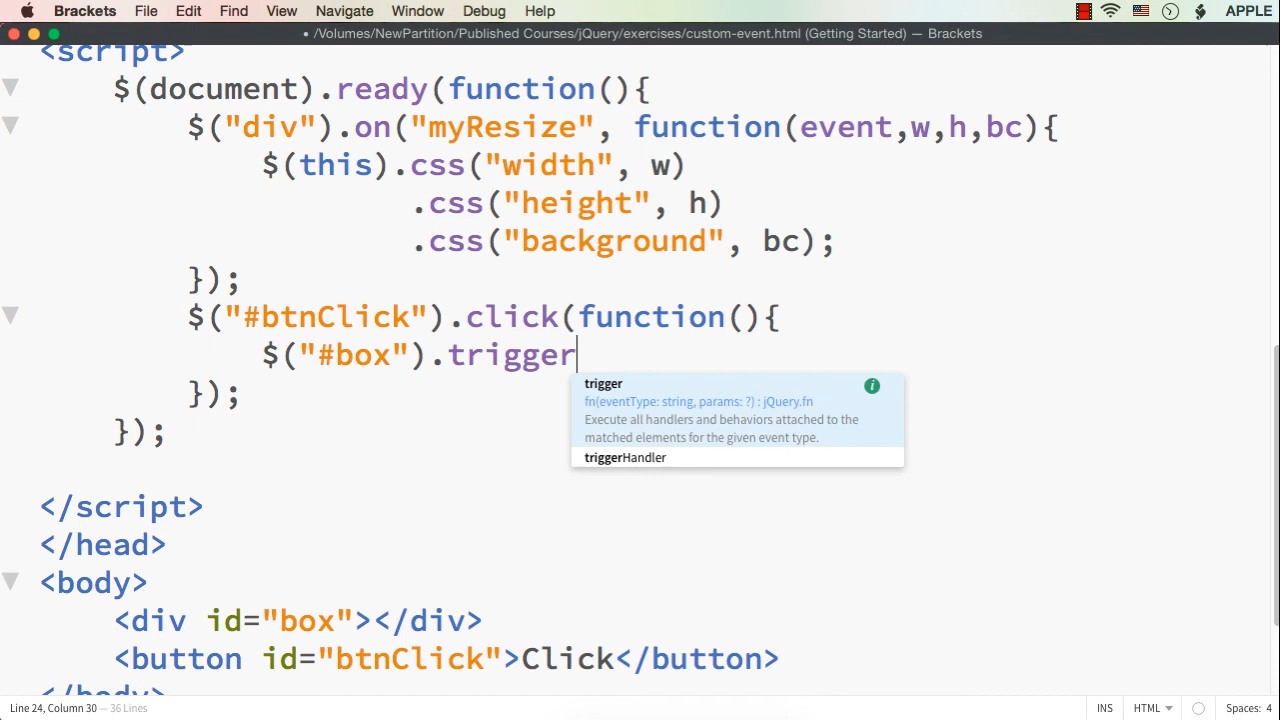 Brackets File Edit Find View Navigate Window Debug Help APPLE
• /Volumes/NewPartition/Published Courses/jQuery/exercises/custom-event.html (Getting Started) — Brackets
<script>
$(document).ready(function(){
$("div").on("myResize", function(event,w,h,bc){
$(this).css("width", w)
.css("height", h)
.css("background", bc);
});
$("#btnClick").click(function(){
$("#box").trigger
trigger
fn(eventType: string, params: ?) : jQuery.fn
Execute all handlers and behaviors attached to the
matched elements for the given event type.
triggerHandler
});
});
</script>
</head>
<body>
<div id="box"></div>
<button id="btnClick">Click</button>
</body>
Line 24, Column 30 — 36 Lines INS HTML Spaces: 4